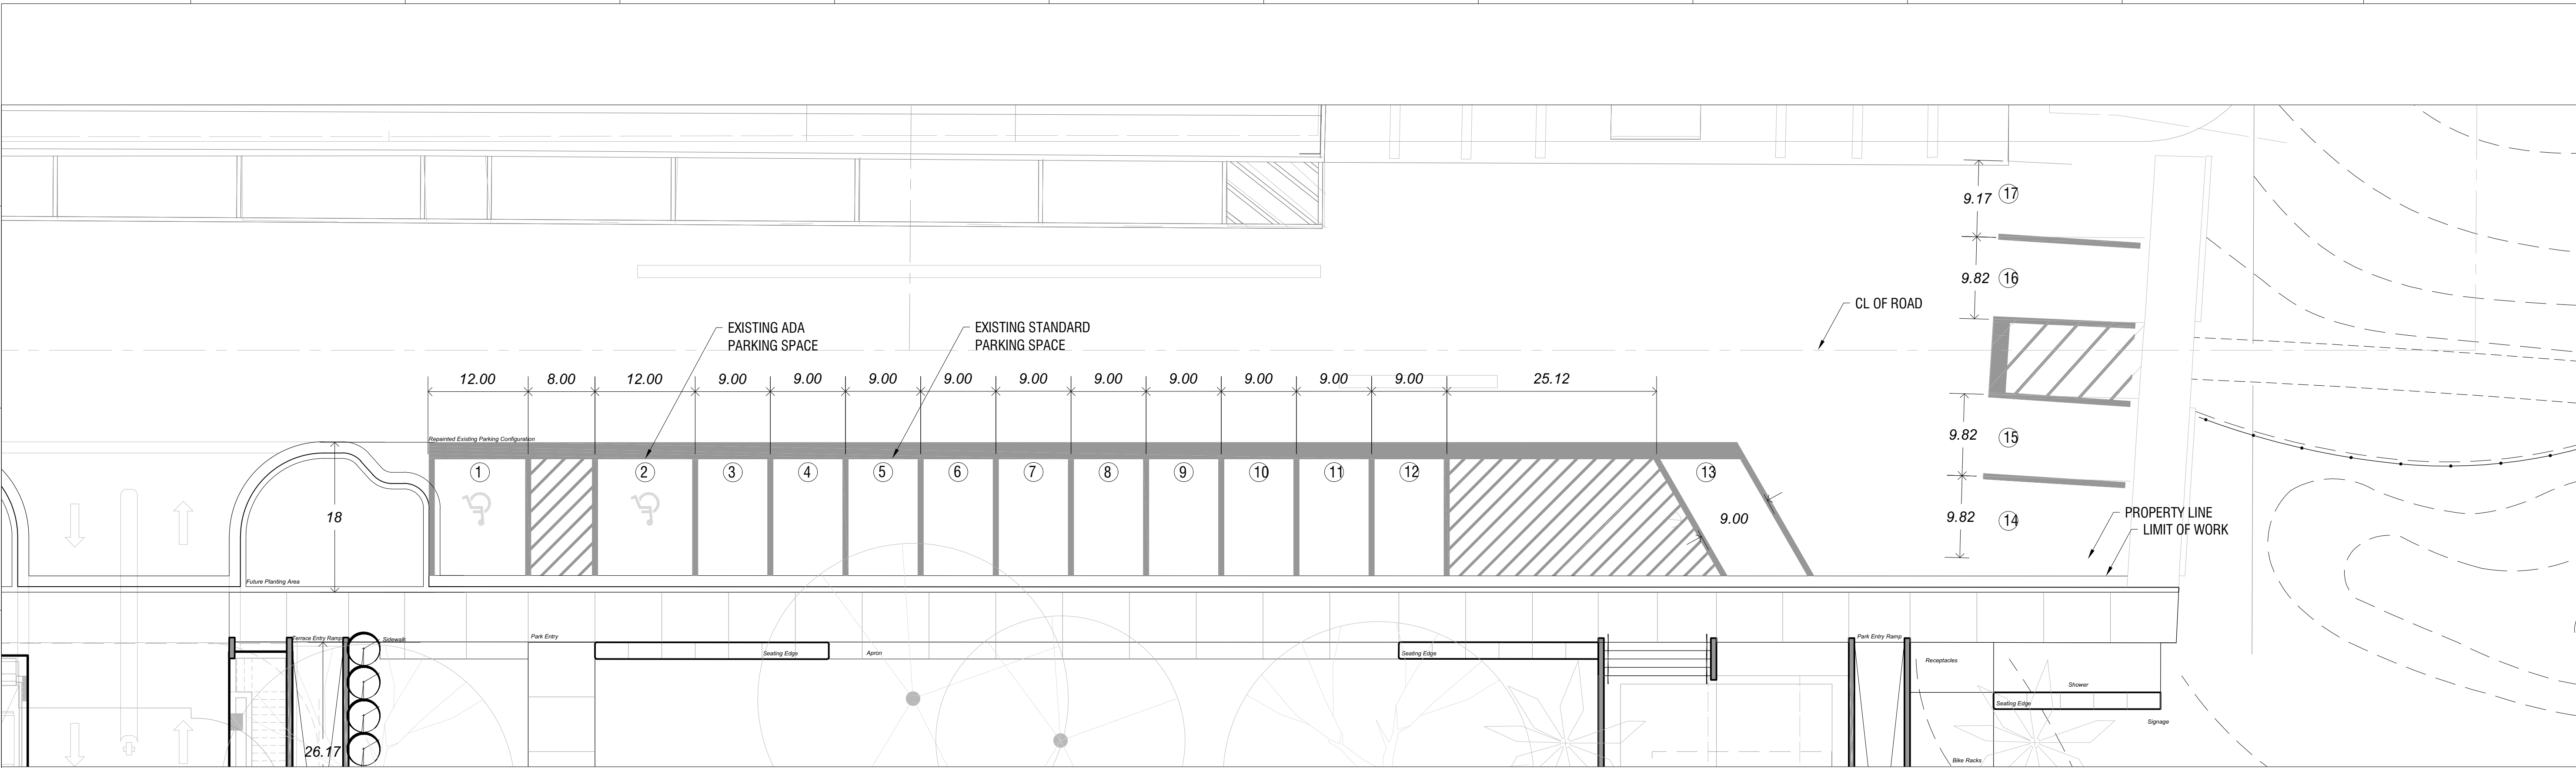 9.17
17
9.82
16
CL OF ROAD
EXISTING ADA
PARKING SPACE
EXISTING STANDARD
PARKING SPACE
12.00
8.00
12.00
9.00
9.00
9.00
9.00
9.00
9.00
9.00
9.00
9.00
9.00
25.12
9.82
15
Repainted Existing Parking Configuration
1
2
3
4
5
6
7
8
9
10
11
12
13
18
9.00
9.82
14
PROPERTY LINE
LIMIT OF WORK
Future Planting Area
Terrace Entry Ramp
Sidewalk
Park Entry
Park Entry Ramp
Seating Edge
Apron
Seating Edge
Receptacles
Shower
Seating Edge
Signage
26.17
Bike Racks